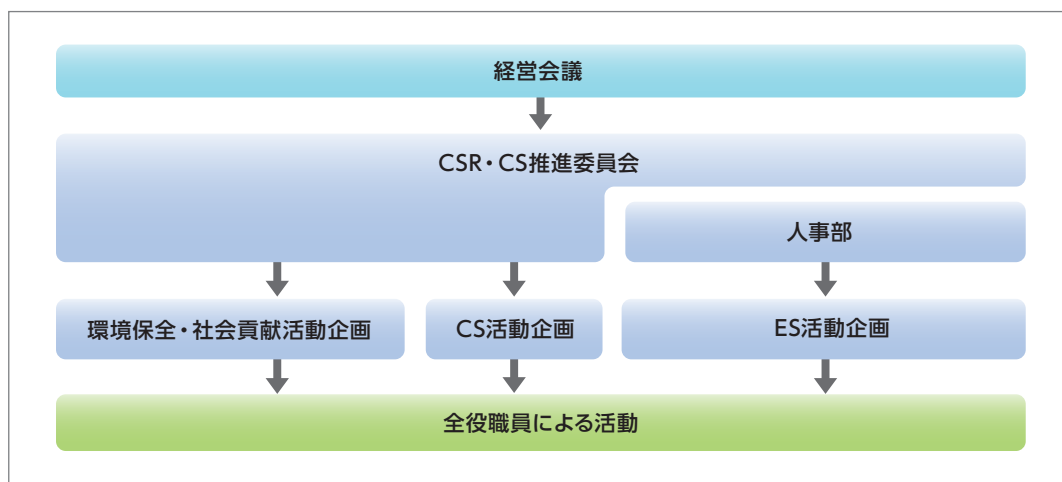 経営会議
CSR・CS推進委員会
人事部
環境保全・社会貢献活動企画
CS活動企画
ES活動企画
全役職員による活動